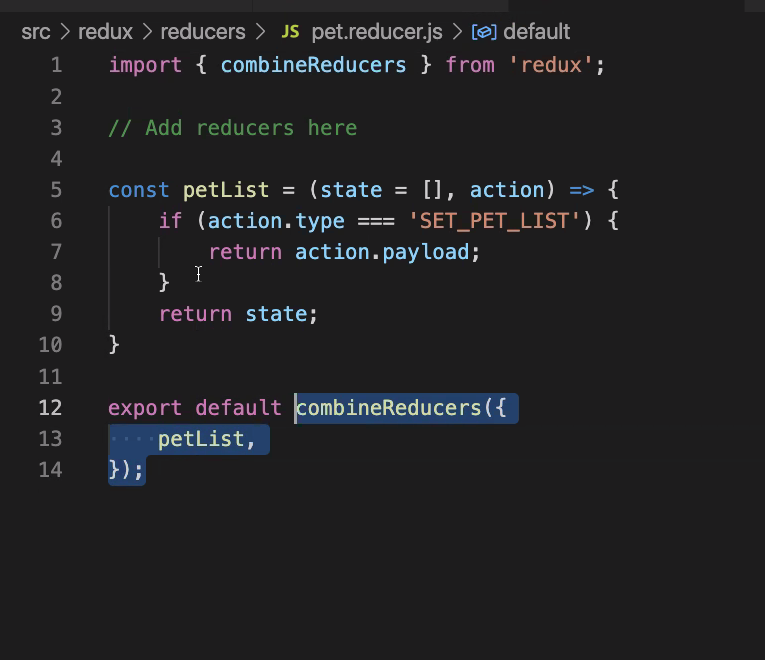 src > redux > reducers > JS pet.reducer.js > default
1 import { combineReducers } from 'redux';
2
3 // Add reducers here
4
5 const petList = (state = [], action) => {
6     if (action.type === 'SET_PET_LIST') {
7         return action.payload;
8     }
9     return state;
10 }
11
12 export default combineReducers({
13     petList,
14 });